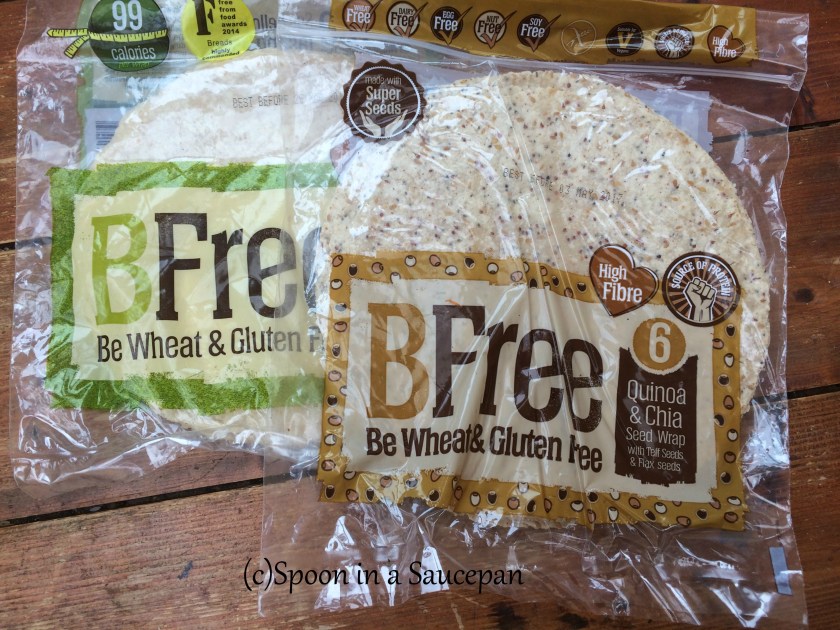 99
calories
free
from
food
awards
2014
Breads
Wheat
Free
Dairy
Free
Egg
Free
Nut
Free
Soy
Free
High
Fibre
made with
Super
Seeds
BEST BEFORE
BEST BEFORE 03 MAY
BFree
Be Wheat & Gluten F
High
Fibre
SOURCE OF PROTEIN
BFree
Be Wheat & Gluten Free
6
Quinoa
& Chia
Seed Wrap
with Teff Seeds
& Flax seeds
(c)Spoon in a Saucepan